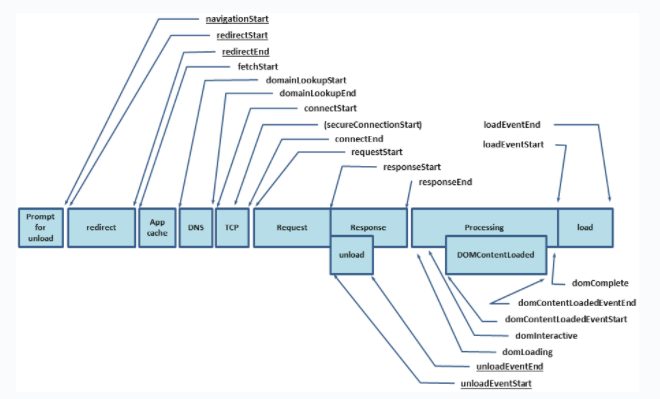 navigationStart
redirectStart
redirectEnd
fetchStart
domainLookupStart
domainLookupEnd
connectStart
(secureConnectionStart)
loadEventEnd
connectEnd
loadEventStart
requestStart
responseStart
responseEnd
Prompt
for
unload
redirect
App
cache
DNS
TCP
Request
Response
Processing
load
unload
DOMContentLoaded
domComplete
domContentLoadedEventEnd
domContentLoadedEventStart
domInteractive
domLoading
unloadEventEnd
unloadEventStart